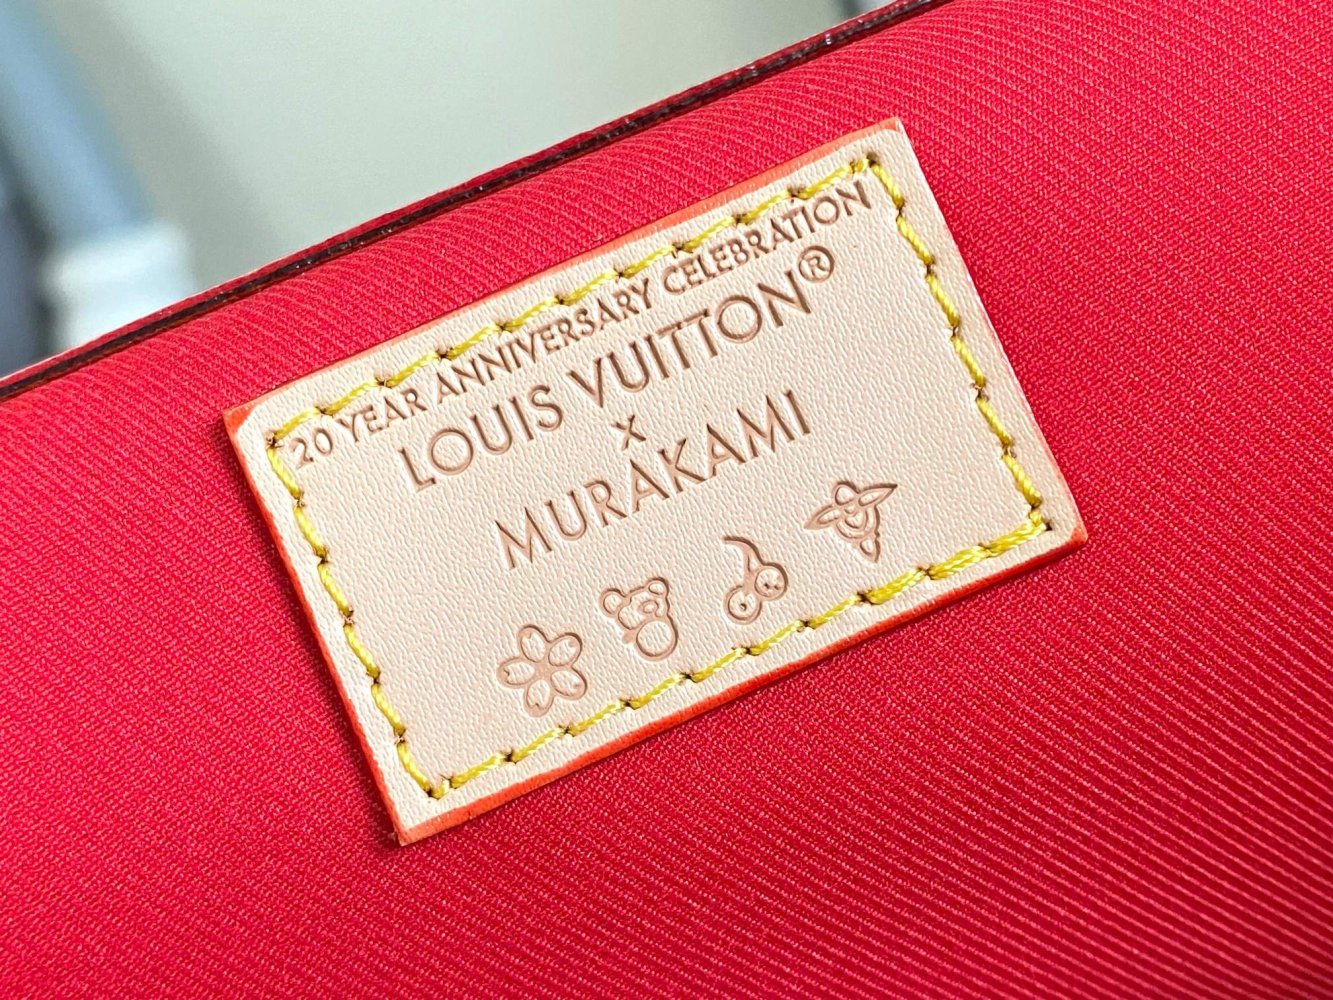 20 YEAR ANNIVERSARY CELEBRATION
LOUIS VUITTON®
x
MURAKAMI